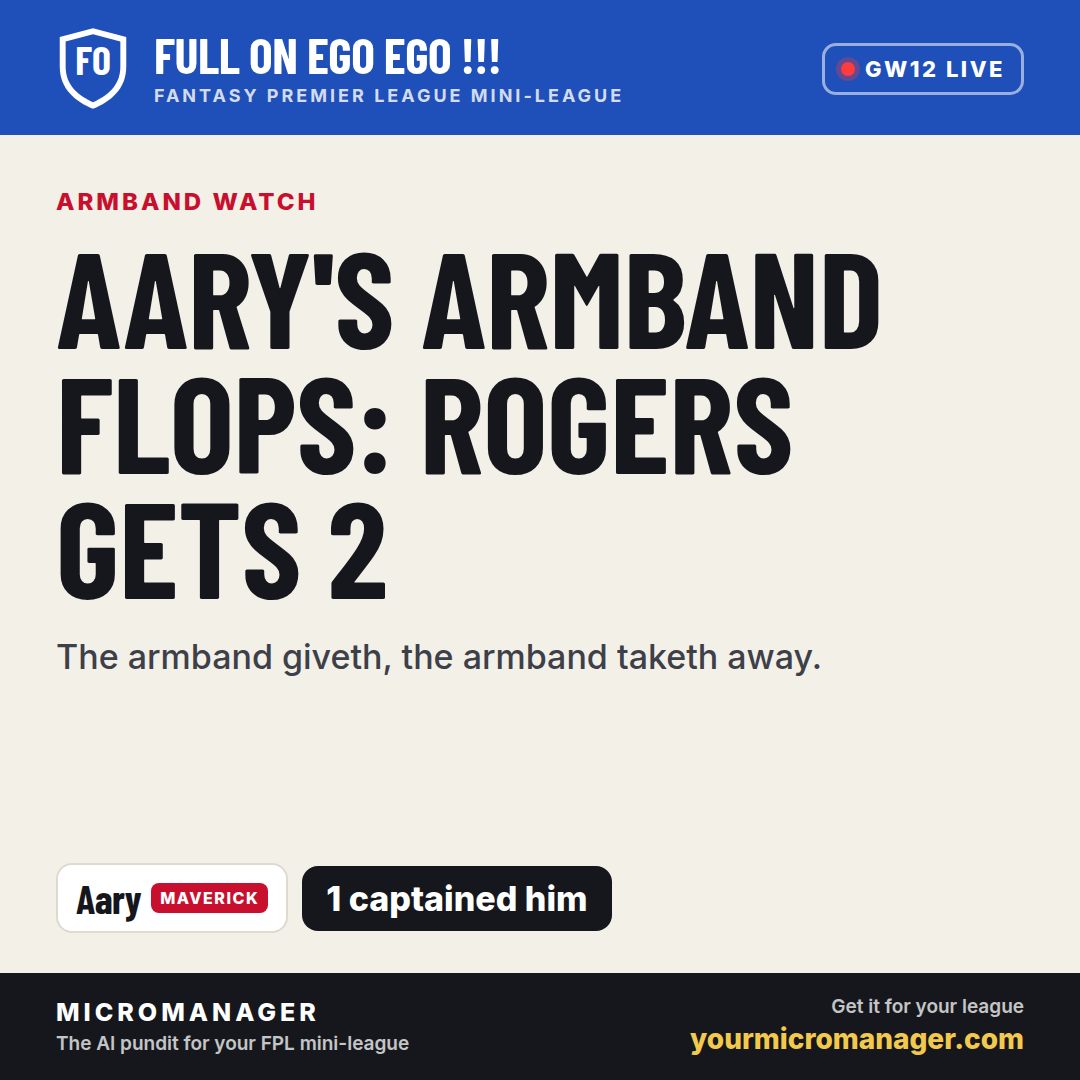 FO
FULL ON EGO EGO !!!
FANTASY PREMIER LEAGUE MINI-LEAGUE
GW12 LIVE
ARMBAND WATCH
AARY'S ARMBAND
FLOPS: ROGERS
GETS 2
The armband giveth, the armband taketh away.
Aary MAVERICK
1 captained him
MICROMANAGER
The AI pundit for your FPL mini-league
Get it for your league
yourmicromanager.com